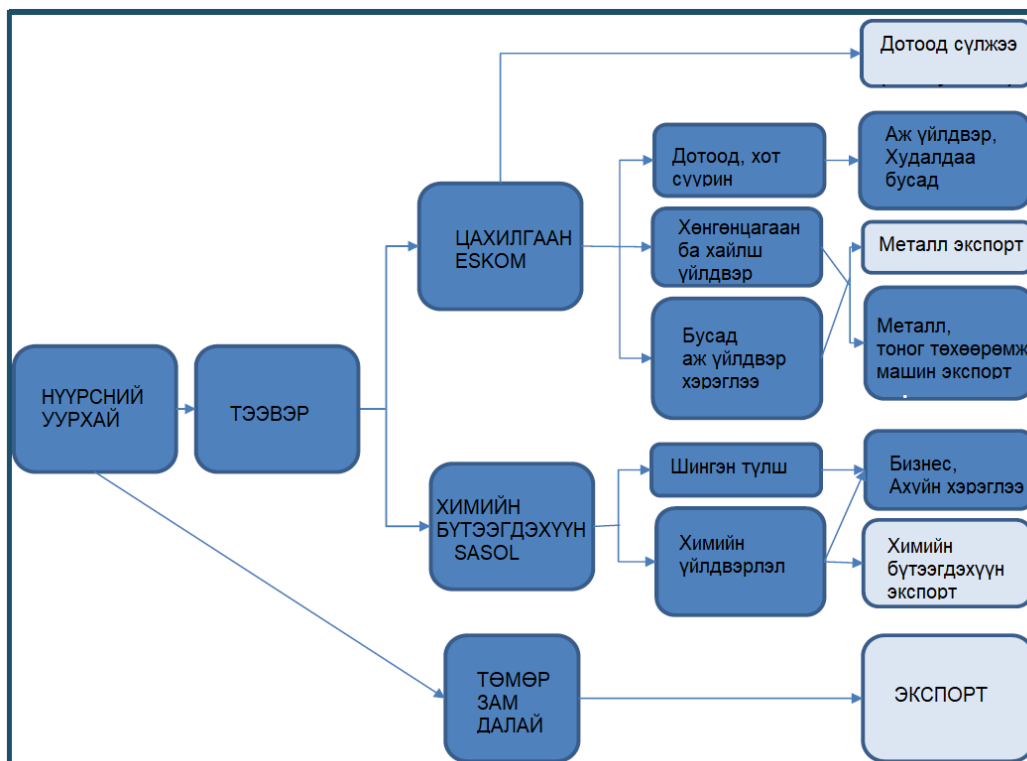 Дотоод сүлжээ
Дотоод, хот
суурин
Аж үйлдвэр,
Худалдаа
бусад
ЦАХИЛГААН
ESKOM
Хөнгөнцагаан
ба хайлш
үйлдвэр
Металл экспорт
Бусад
аж үйлдвэр
хэрэглээ
Металл,
тоног төхөөрөмж
машин экспорт
НҮҮРСНИЙ
УУРХАЙ
ТЭЭВЭР
ХИМИЙН
БҮТЭЭГДЭХҮҮН
SASOL
Шингэн түлш
Бизнес,
Ахуйн хэрэглээ
Химийн
үйлдвэрлэл
Химийн
бүтээгдэхүүн
экспорт
ТӨМӨР
ЗАМ
ДАЛАЙ
ЭКСПОРТ